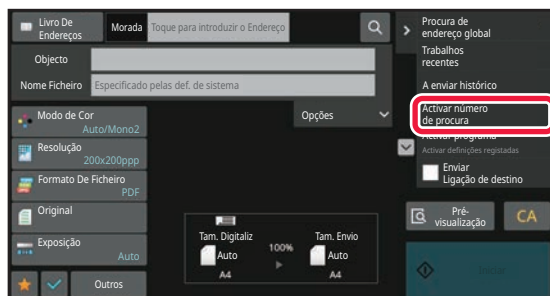 Livro De
Endereços
Morada
Toque para introduzir o Endereço
Objecto
Nome Ficheiro
Especificado pelas def. de sistema
Modo de Cor
Auto/Mono2
Opções
Resolução
200x200ppp
Formato De Ficheiro
PDF
Original
Exposição
Auto
Outros
Tam. Digitaliz
Auto
A4
100%
Tam. Envio
Auto
A4
Procura de
endereço global
Trabalhos
recentes
A enviar histórico
Activar número
de procura
Activar programa
Activar definições registadas
Enviar
Ligação de destino
Pré-
visualização
CA